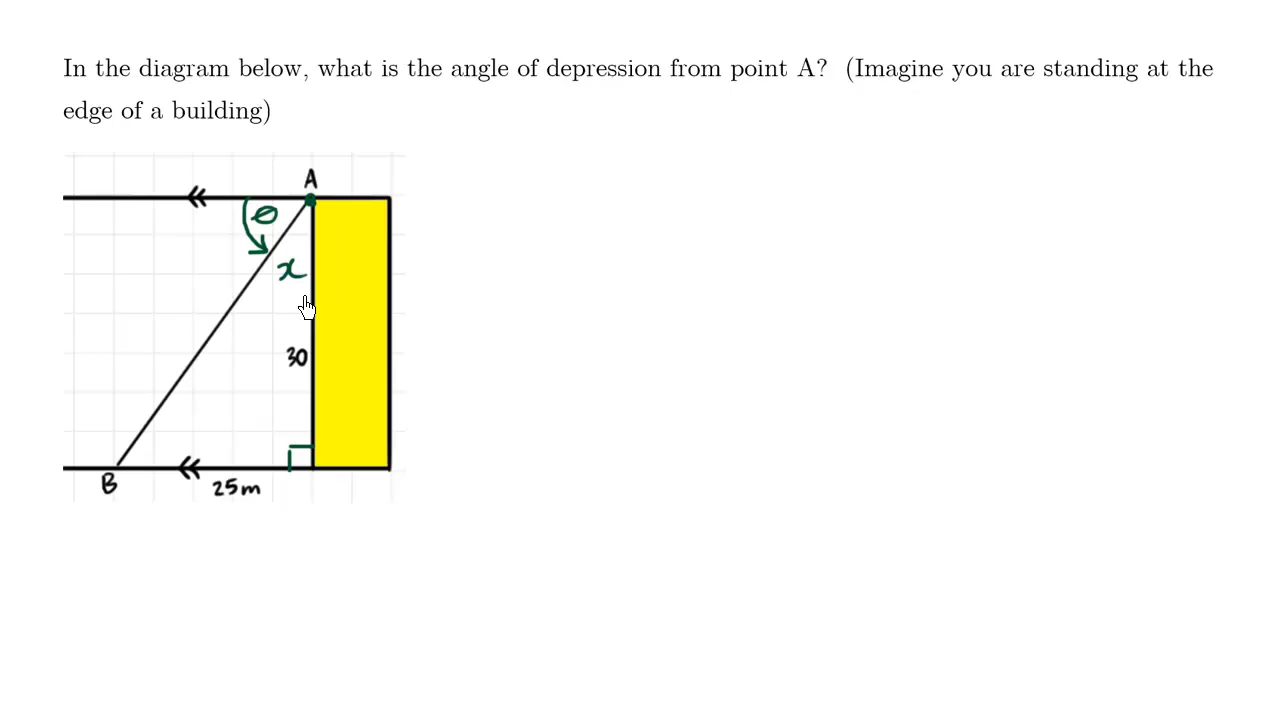 In the diagram below, what is the angle of depression from point A? (Imagine you are standing at the
edge of a building)
A
θ
x
30
B
25m